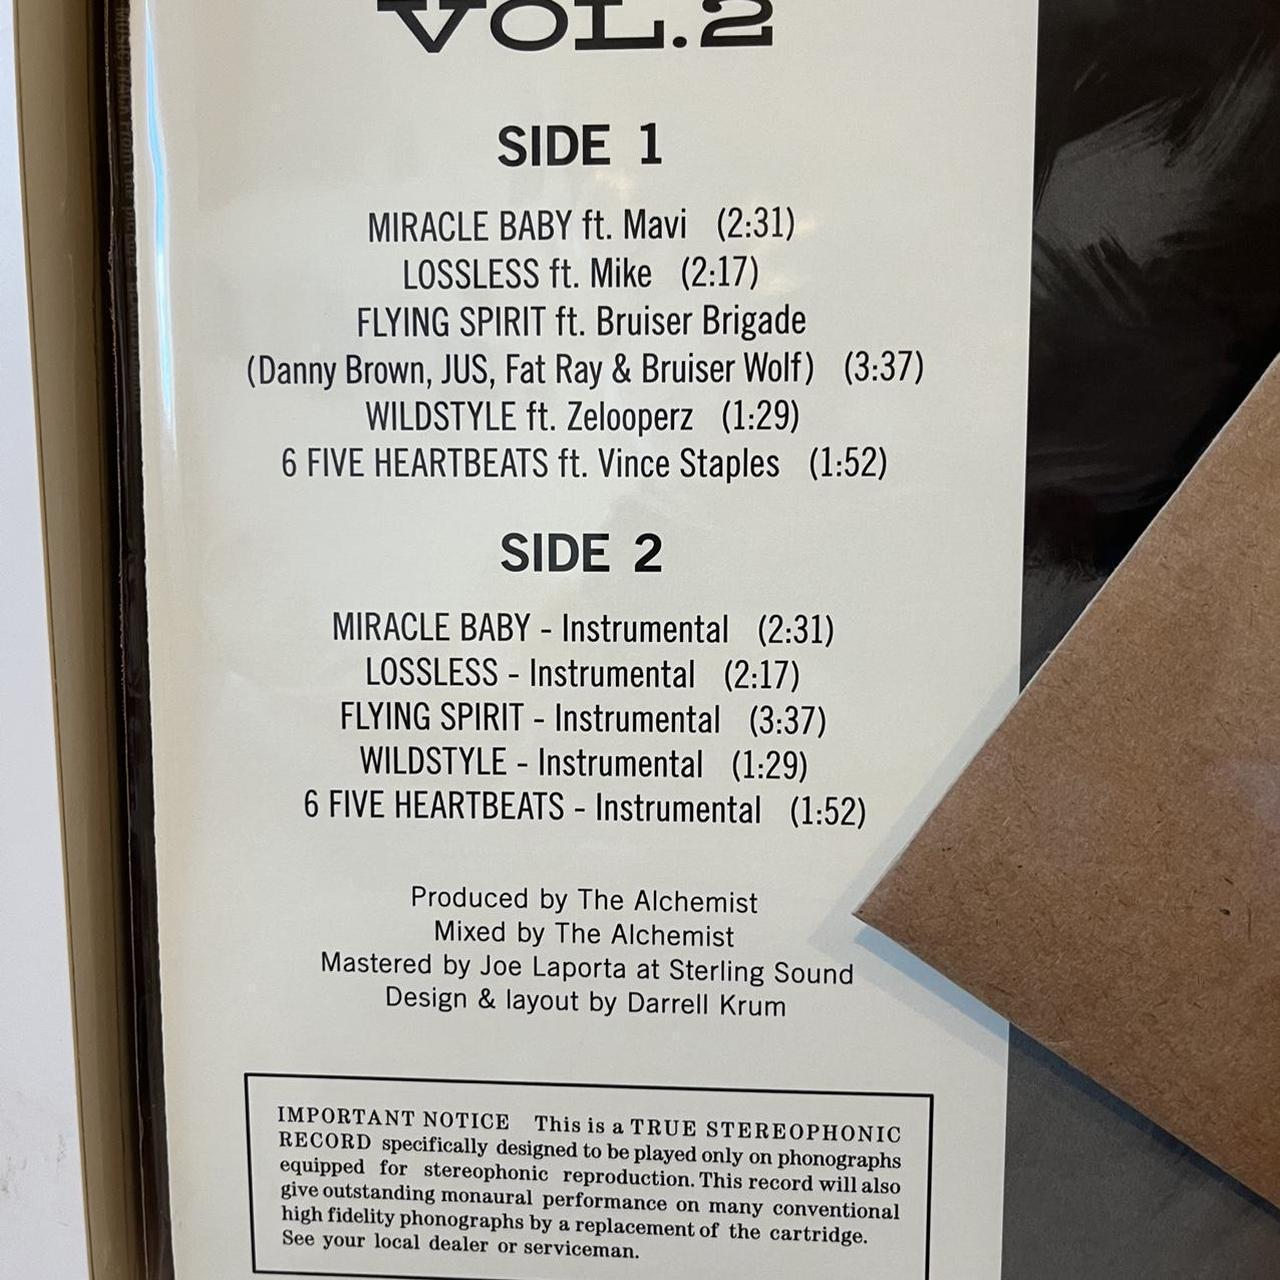 VOL.2
SIDE 1
MIRACLE BABY ft. Mavi (2:31)
LOSSLESS ft. Mike (2:17)
FLYING SPIRIT ft. Bruiser Brigade
(Danny Brown, JUS, Fat Ray & Bruiser Wolf) (3:37)
WILDSTYLE ft. Zelooperz (1:29)
6 FIVE HEARTBEATS ft. Vince Staples (1:52)
SIDE 2
MIRACLE BABY - Instrumental (2:31)
LOSSLESS - Instrumental (2:17)
FLYING SPIRIT - Instrumental (3:37)
WILDSTYLE - Instrumental (1:29)
6 FIVE HEARTBEATS - Instrumental (1:52)
Produced by The Alchemist
Mixed by The Alchemist
Mastered by Joe Laporta at Sterling Sound
Design & layout by Darrell Krum
IMPORTANT NOTICE This is a TRUE STEREOPHONIC
RECORD specifically designed to be played only on phonographs
equipped for stereophonic reproduction. This record will also
give outstanding monaural performance on many conventional
high fidelity phonographs by a replacement of the cartridge.
See your local dealer or serviceman.